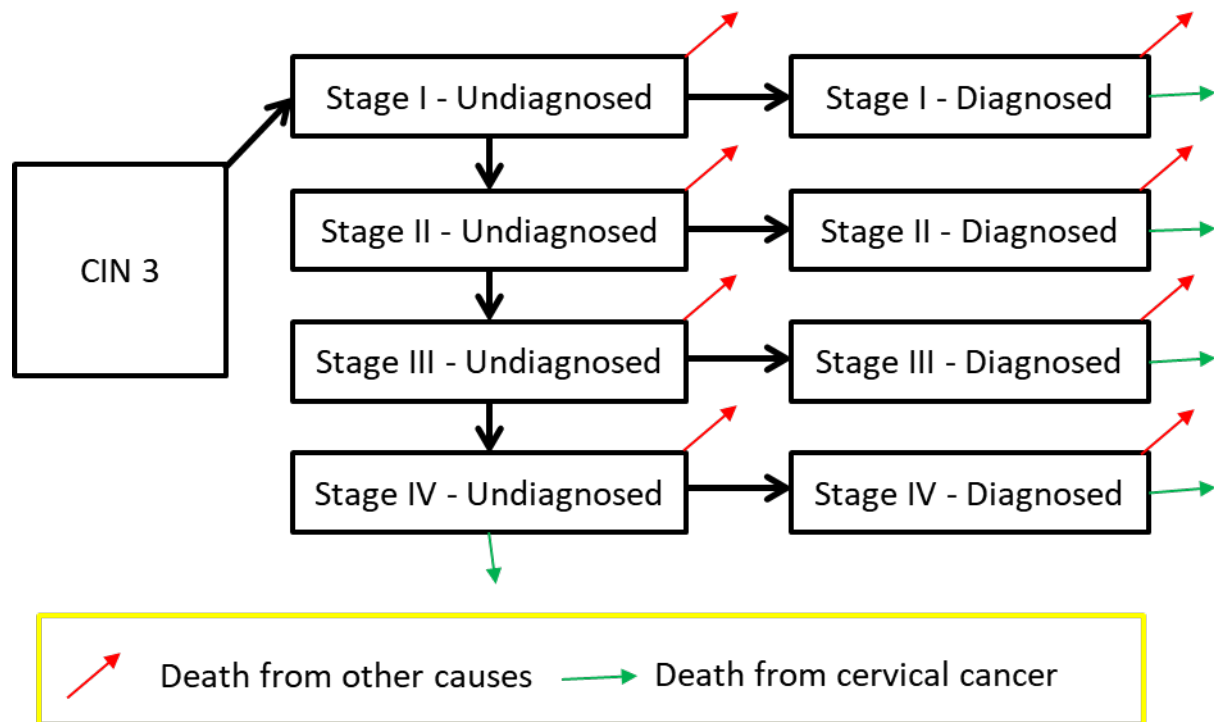 Stage I - Undiagnosed
Stage I - Diagnosed
CIN 3
Stage II - Undiagnosed
Stage II - Diagnosed
Stage III - Undiagnosed
Stage III - Diagnosed
Stage IV - Undiagnosed
Stage IV - Diagnosed
Death from other causes
Death from cervical cancer